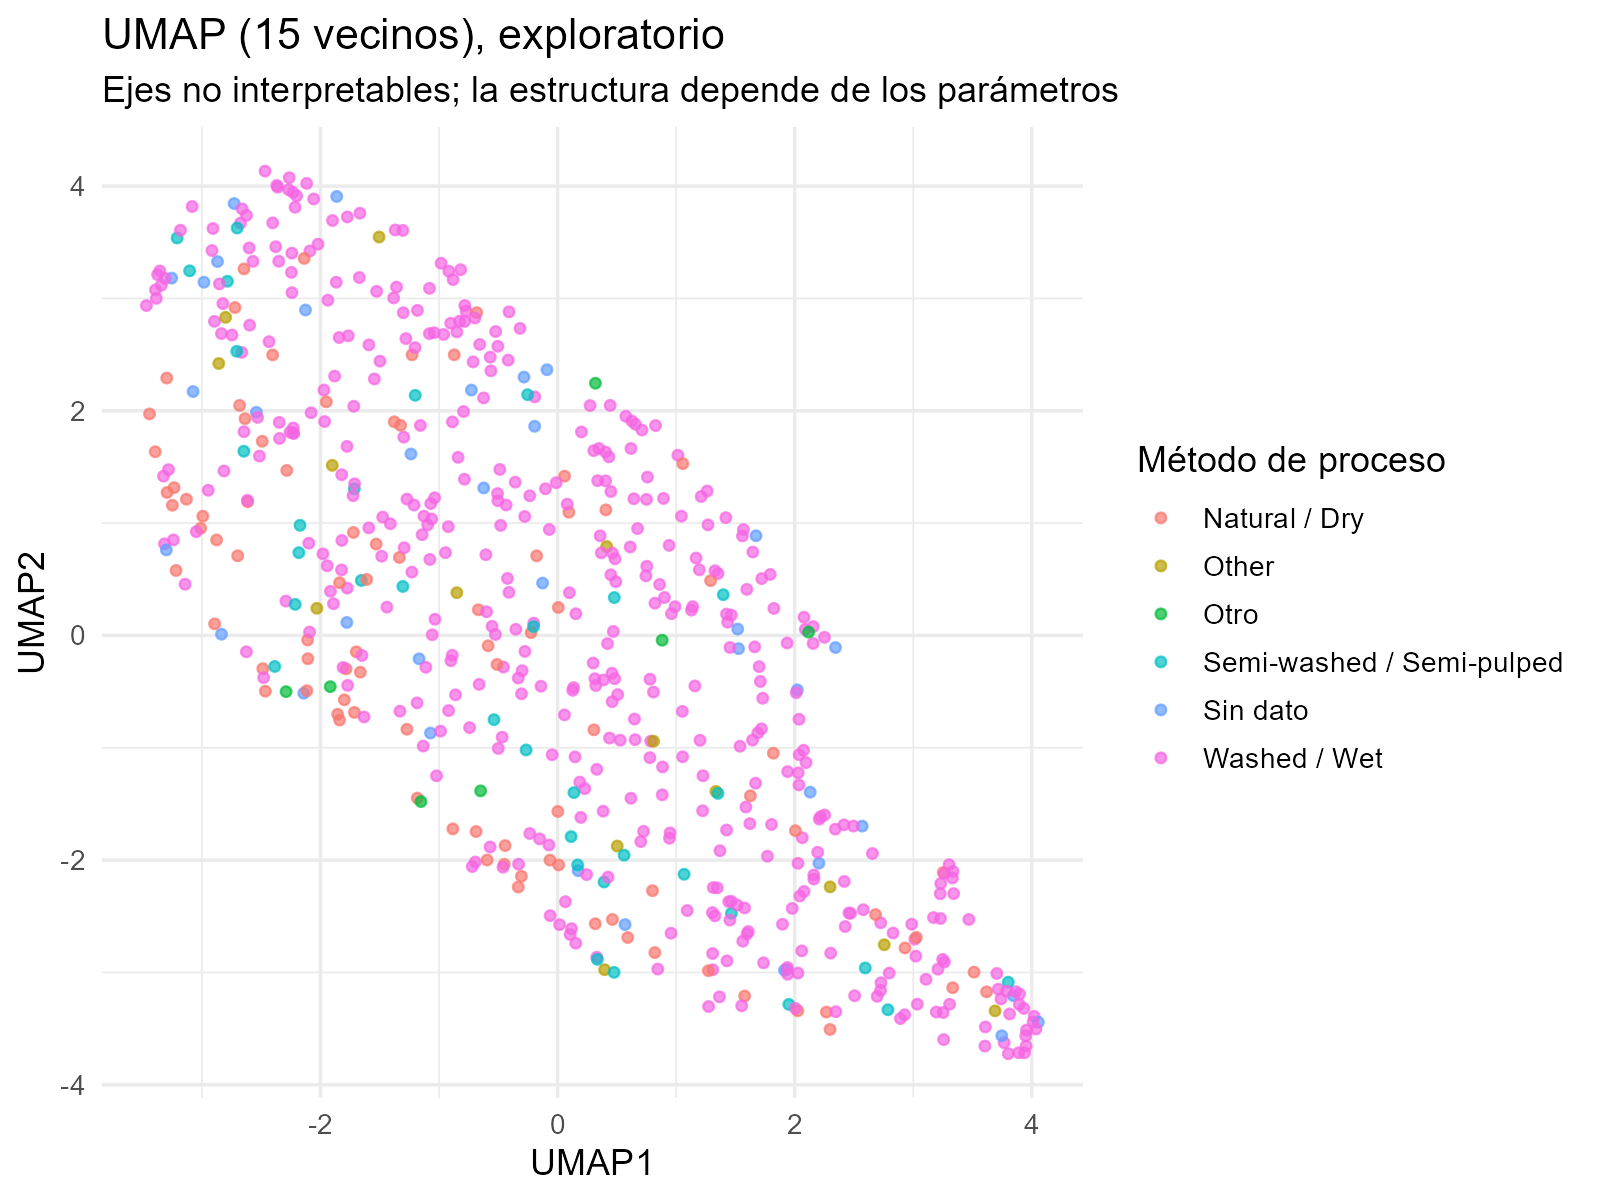 UMAP (15 vecinos), exploratorio
Ejes no interpretables; la estructura depende de los parámetros
4
2
0
-2
-4
UMAP2
-2
0
2
4
UMAP1
Método de proceso
Natural / Dry
Other
Otro
Semi-washed / Semi-pulped
Sin dato
Washed / Wet